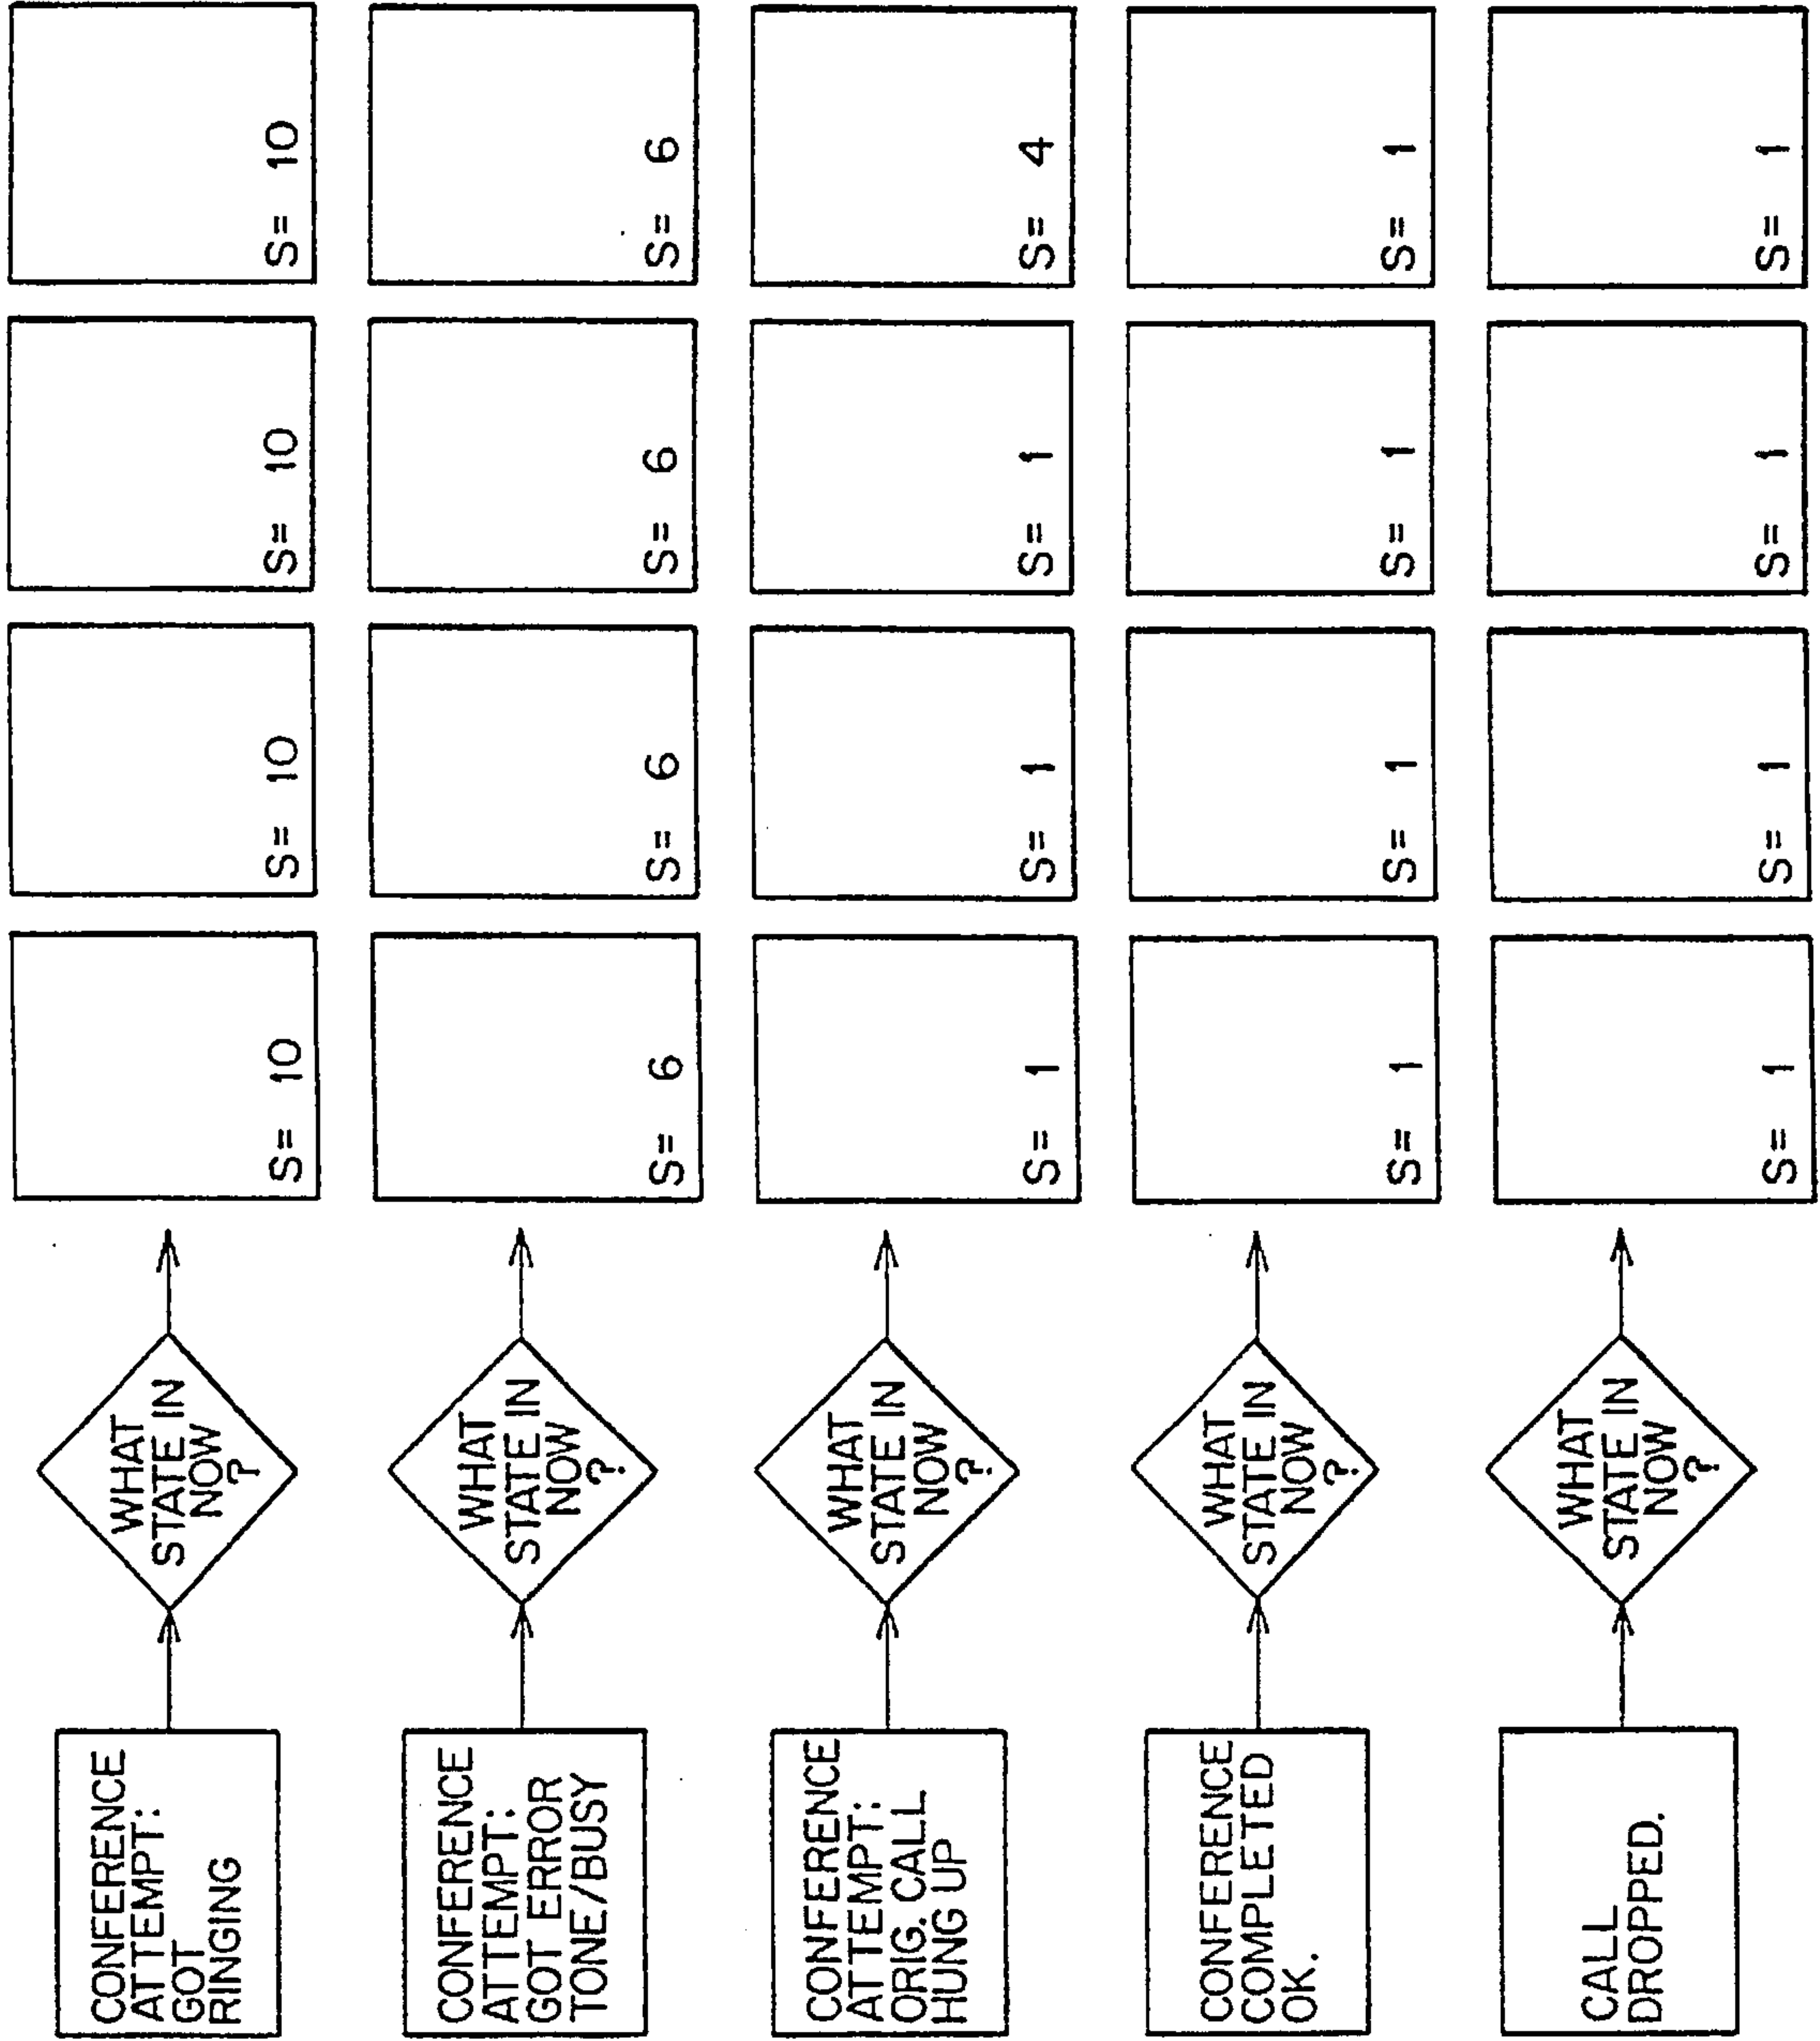 CONFERENCE
ATTEMPT:
GOT
RINGING
WHAT
STATE IN
NOW
?
S= 10
S= 10
S= 10
S= 10
CONFERENCE
ATTEMPT:
GOT ERROR
TONE/BUSY
WHAT
STATE IN
NOW
?
S= 6
S= 6
S= 6
S= 6
CONFERENCE
ATTEMPT:
ORIG. CALL
HUNG UP
WHAT
STATE IN
NOW
?
S= 1
S= 1
S= 1
S= 4
CONFERENCE
COMPLETED
OK.
WHAT
STATE IN
NOW
?
S= 1
S= 1
S= 1
S= 1
CALL
DROPPED.
WHAT
STATE IN
NOW
?
S= 1
S= 1
S= 1
S= 1